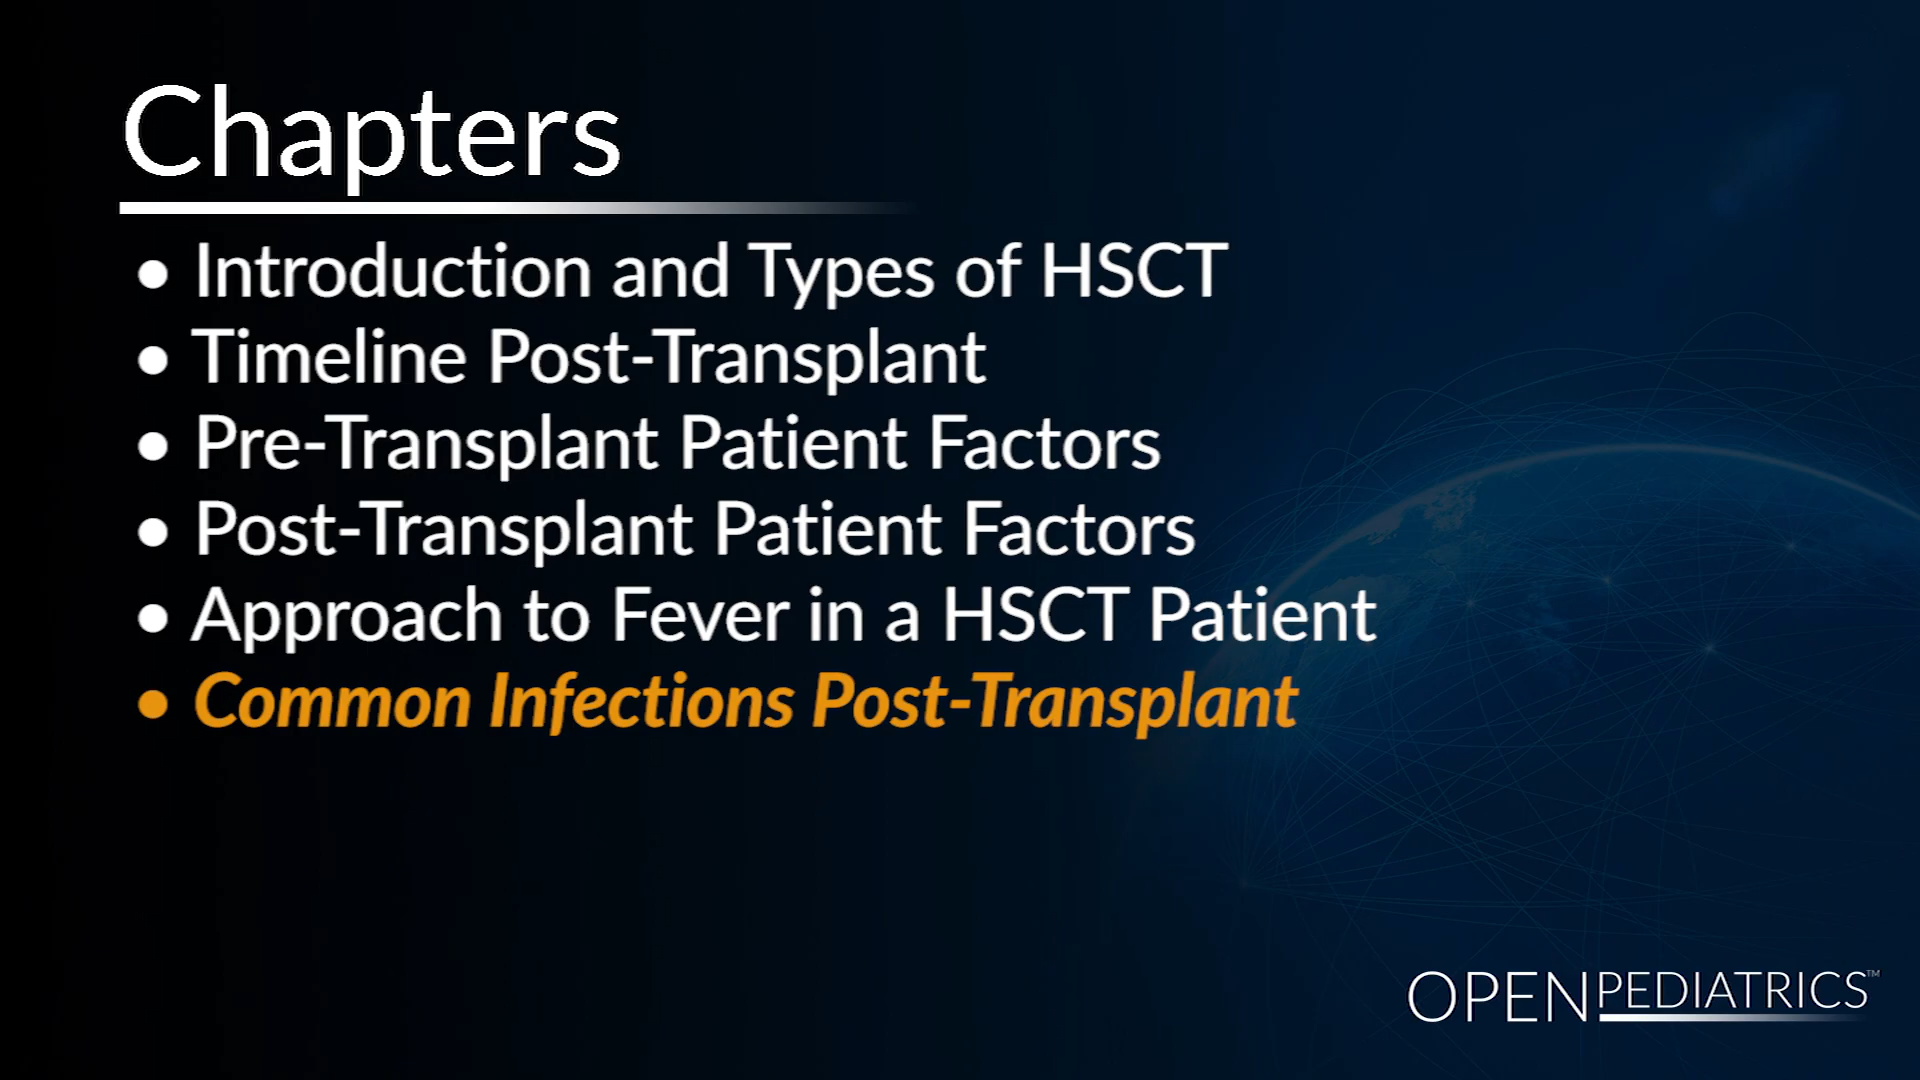 Chapters
• Introduction and Types of HSCT
• Timeline Post-Transplant
• Pre-Transplant Patient Factors
• Post-Transplant Patient Factors
• Approach to Fever in a HSCT Patient
• Common Infections Post-Transplant
OPENPEDIATRICS™